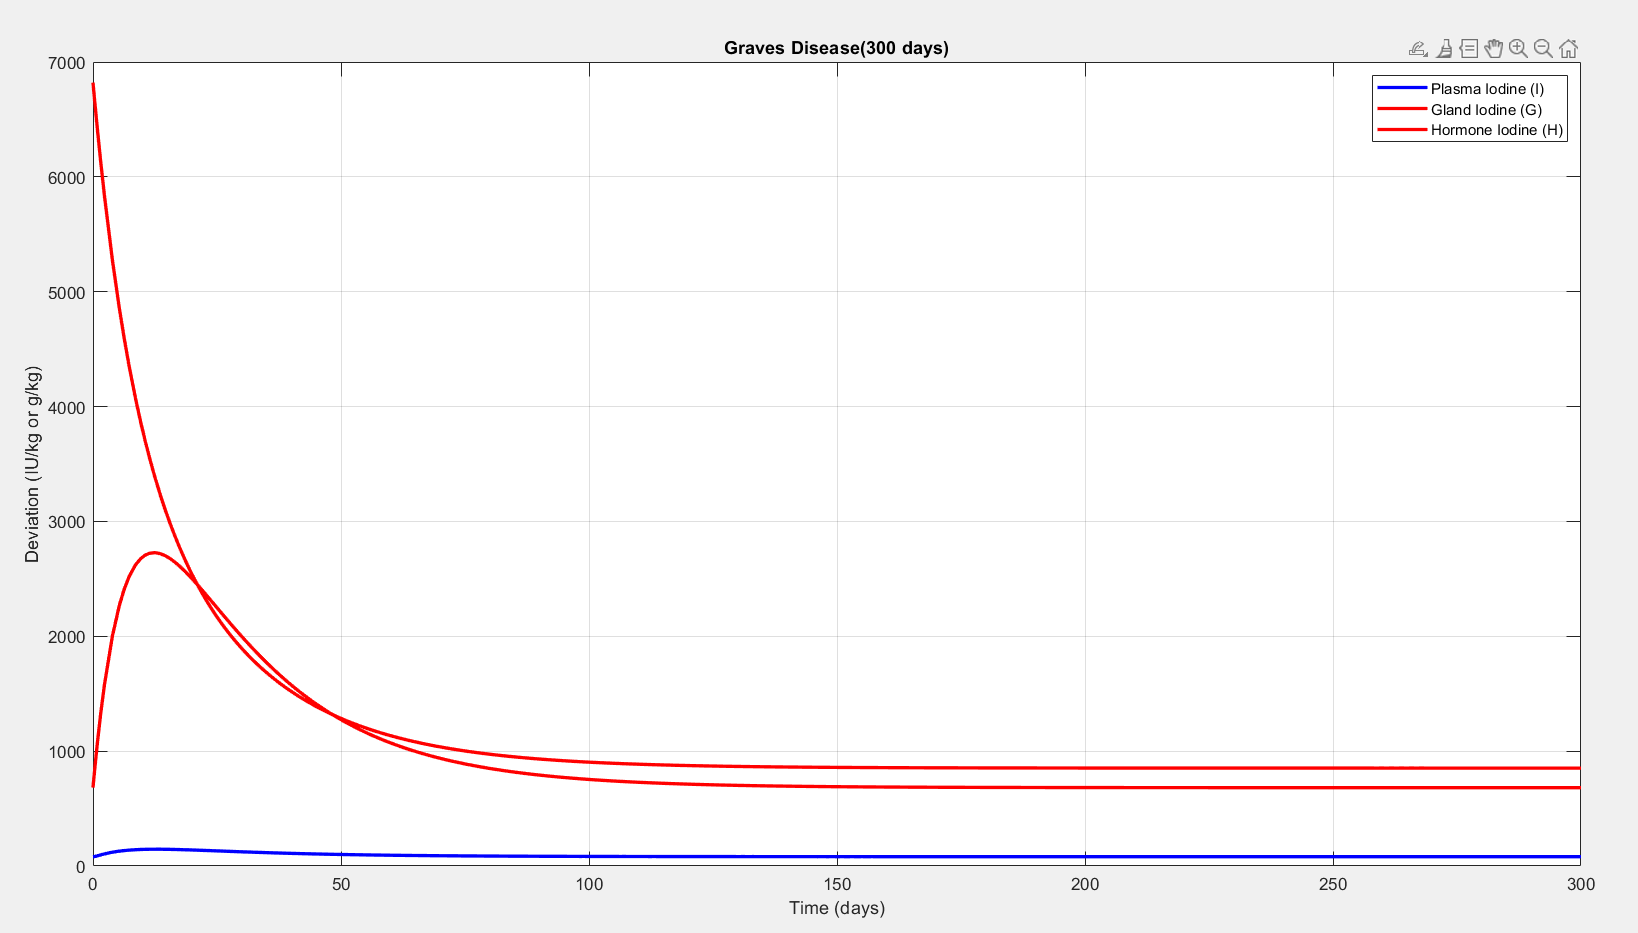 Graves Disease(300 days)
Plasma Iodine (I)
Gland Iodine (G)
Hormone Iodine (H)
7000
6000
5000
4000
3000
2000
1000
0
Deviation (IU/kg or g/kg)
0 50 100 150 200 250 300
Time (days)